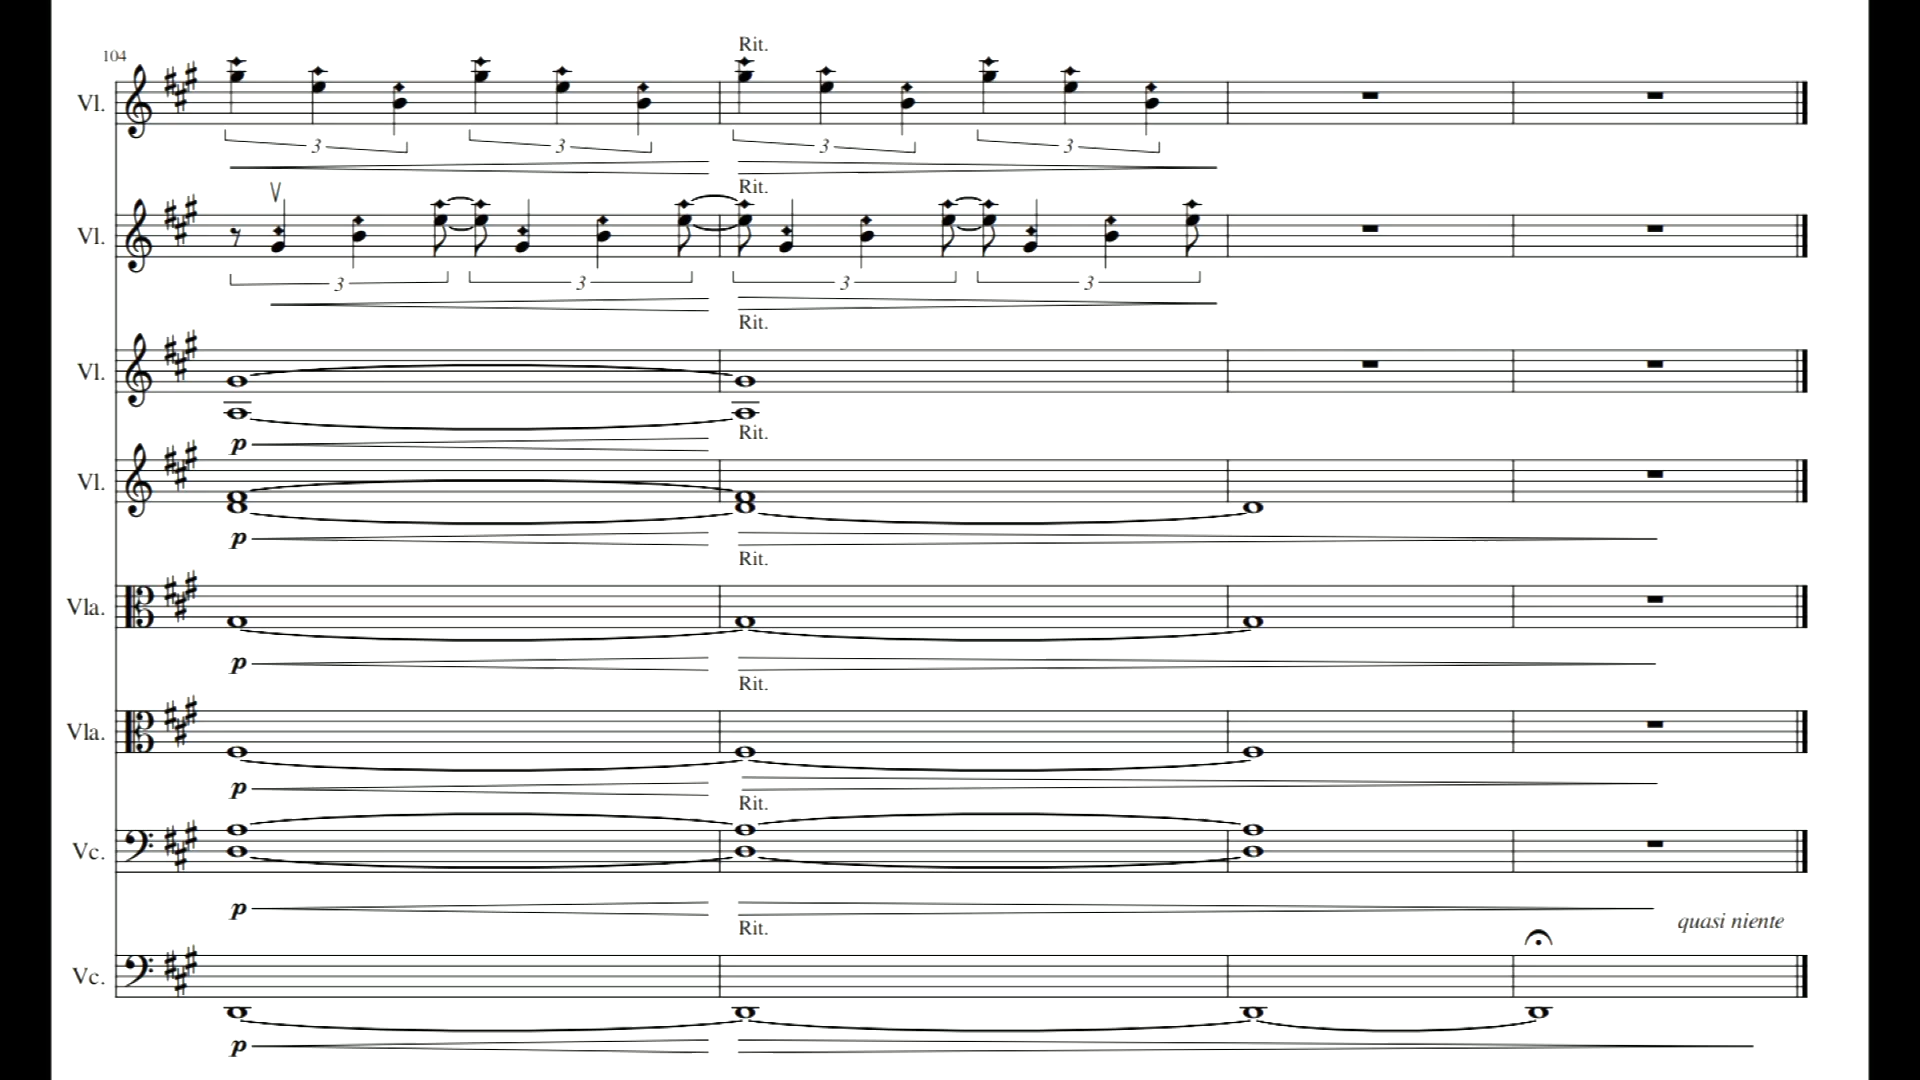 Rit.
104
Vl.
3 3 3 3
Rit.
Vl.
3 3 3 3
Rit.
Vl.
p
Rit.
Vl.
p
Rit.
Vla.
p
Rit.
Vla.
p
Rit.
Vc.
p
quasi niente
Rit.
Vc.
p